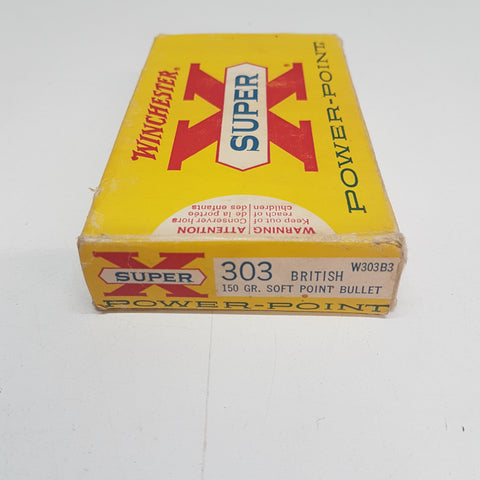 WINCHESTER®
SUPER X
POWER-POINT
WARNING | ATTENTION
Keep out of | Conserver hors
reach of | de la portée
children | des enfants
SUPER X
303 BRITISH W303B3
150 GR. SOFT POINT BULLET
POWER-POINT